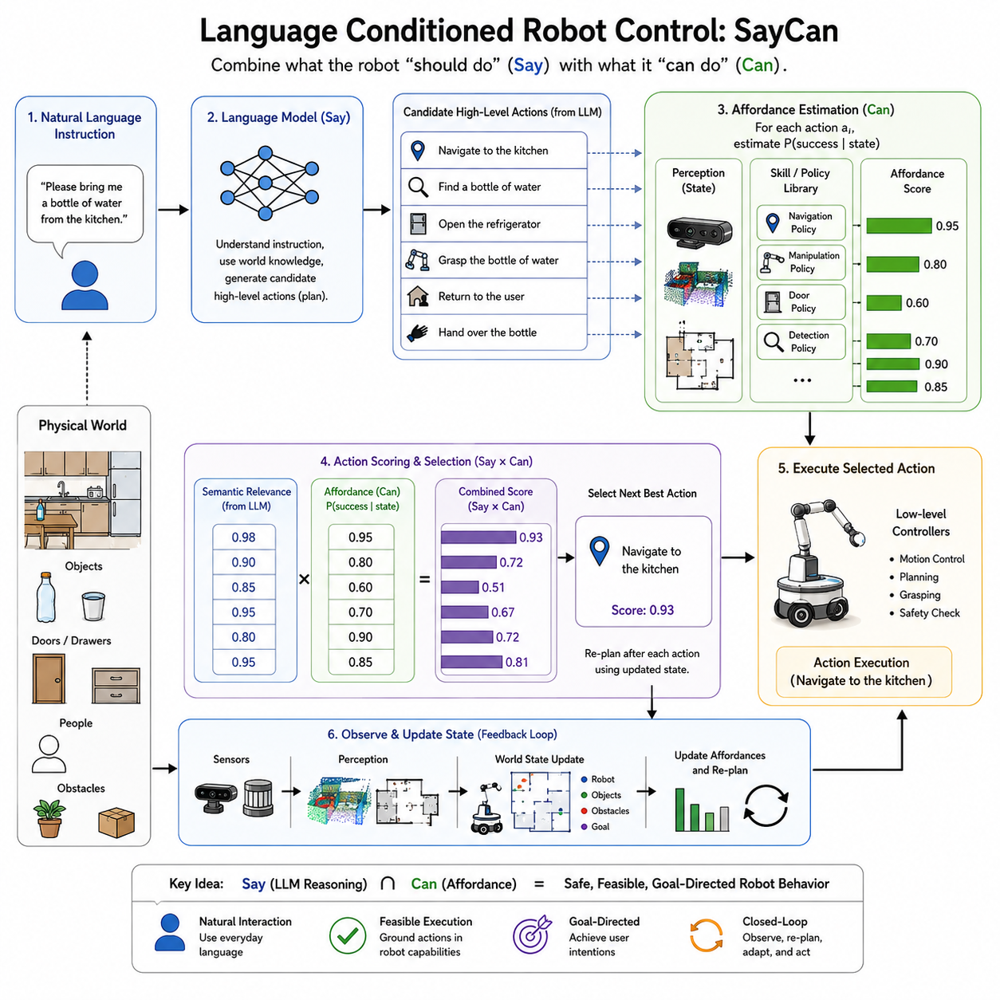 Language Conditioned Robot Control: SayCan
Combine what the robot “should do” (Say) with what it “can do” (Can).
1. Natural Language
Instruction
“Please bring me
a bottle of water
from the kitchen.”
2. Language Model (Say)
Understand instruction,
use world knowledge,
generate candidate
high-level actions (plan).
Candidate High-Level Actions (from LLM)
Navigate to the kitchen
Find a bottle of water
Open the refrigerator
Grasp the bottle of water
Return to the user
Hand over the bottle
3. Affordance Estimation (Can)
For each action aᵢ,
estimate P(success | state)
Perception
(State)
Skill / Policy
Library
Navigation
Policy
Manipulation
Policy
Door
Policy
Detection
Policy
...
Affordance
Score
0.95
0.80
0.60
0.70
0.90
0.85
Physical World
Objects
Doors / Drawers
People
Obstacles
4. Action Scoring & Selection (Say × Can)
Semantic Relevance
(from LLM)
0.98
0.90
0.85
0.95
0.80
0.95
×
Affordance (Can)
P(success | state)
0.95
0.80
0.60
0.70
0.90
0.85
=
Combined Score
(Say × Can)
0.93
0.72
0.51
0.67
0.72
0.81
Select Next Best Action
Navigate to
the kitchen
Score: 0.93
Re-plan after each action
using updated state.
5. Execute Selected Action
Low-level
Controllers
• Motion Control
• Planning
• Grasping
• Safety Check
Action Execution
(Navigate to the kitchen)
6. Observe & Update State (Feedback Loop)
Sensors
Perception
World State Update
Robot
Objects
Obstacles
Goal
Update Affordances
and Re-plan
Key Idea: Say (LLM Reasoning) ∩ Can (Affordance) = Safe, Feasible, Goal-Directed Robot Behavior
Natural Interaction
Use everyday
language
Feasible Execution
Ground actions in
robot capabilities
Goal-Directed
Achieve user
intentions
Closed-Loop
Observe, re-plan,
adapt, and act